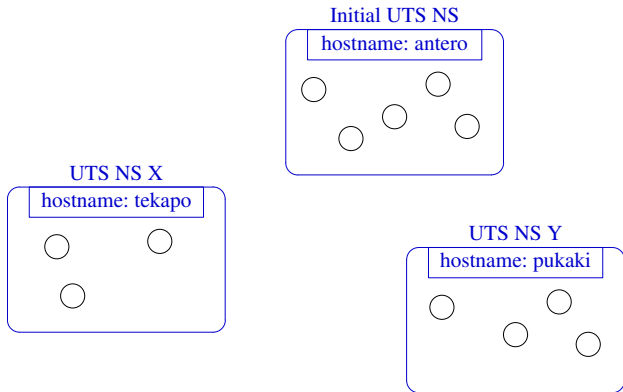 Initial UTS NS
hostname: antero
UTS NS X
hostname: tekapo
UTS NS Y
hostname: pukaki